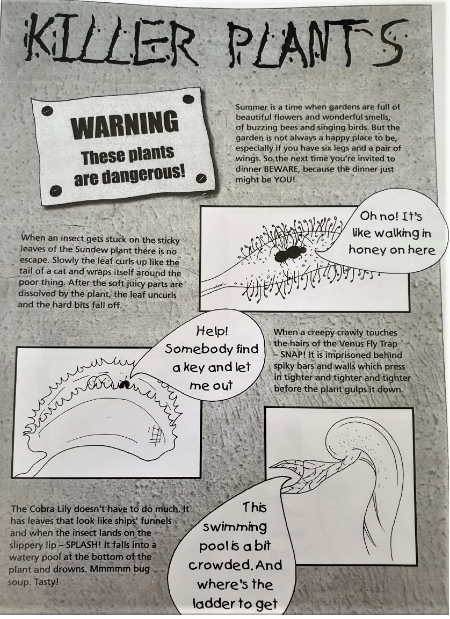 KILLER PLANTS
WARNING
These plants
are dangerous!
Summer is a time when gardens are full of
beautiful flowers and wonderful smells,
of buzzing bees and singing birds. But the
garden is not always a happy place to be,
especially if you have six legs and a pair of
wings. So the next time you're invited to
dinner BEWARE, because the dinner just
might be YOU!
When an insect gets stuck on the sticky
leaves of the Sundew plant there is no
escape. Slowly the leaf curls up like the
tail of a cat and wraps itself around the
poor thing. After the soft juicy parts are
dissolved by the plant, the leaf uncurls
and the hard bits fall off.
Oh no! It's
like walking in
honey on here
Help!
Somebody find
a key and let
me out
When a creepy crawly touches
the hairs of the Venus Fly Trap
– SNAP! It is imprisoned behind
spiky bars and walls which press
in tighter and tighter and tighter
before the plant gulps it down.
The Cobra Lily doesn't have to do much. It
has leaves that look like ships' funnels
and when the insect lands on the
slippery lip – SPLASH! It falls into a
watery pool at the bottom of the
plant and drowns. Mmmmm bug
soup. Tasty!
This
swimming
pool is a bit
crowded. And
where's the
ladder to get